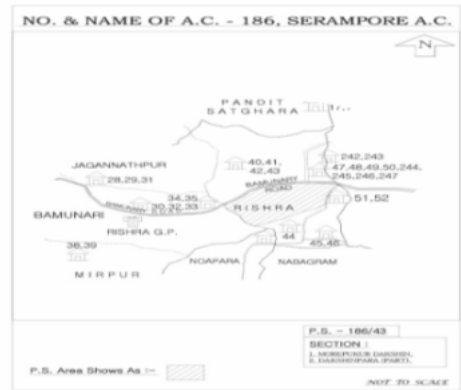 NO. & NAME OF A.C. - 186, SERAMPORE A.C.
N
PANDIT
SATGHARA
JAGANNATHPUR
28,29,31
40,41,
42,43
242,243
47,48,49,50,244,
245,246,247
BAMUNARY
ROAD
34,35,
30,32,33
RISHRA
51,52
BAMUNARI
RISHRA G.P.
38,39
44
45,46
MIRPUR
NOAPARA
NABAGRAM
P.S. - 186/43
SECTION :
1. MOREPUKUR DAKSHIN,
2. DAKSHINPARA (PART),
P.S. Area Shows As :-
NOT TO SCALE